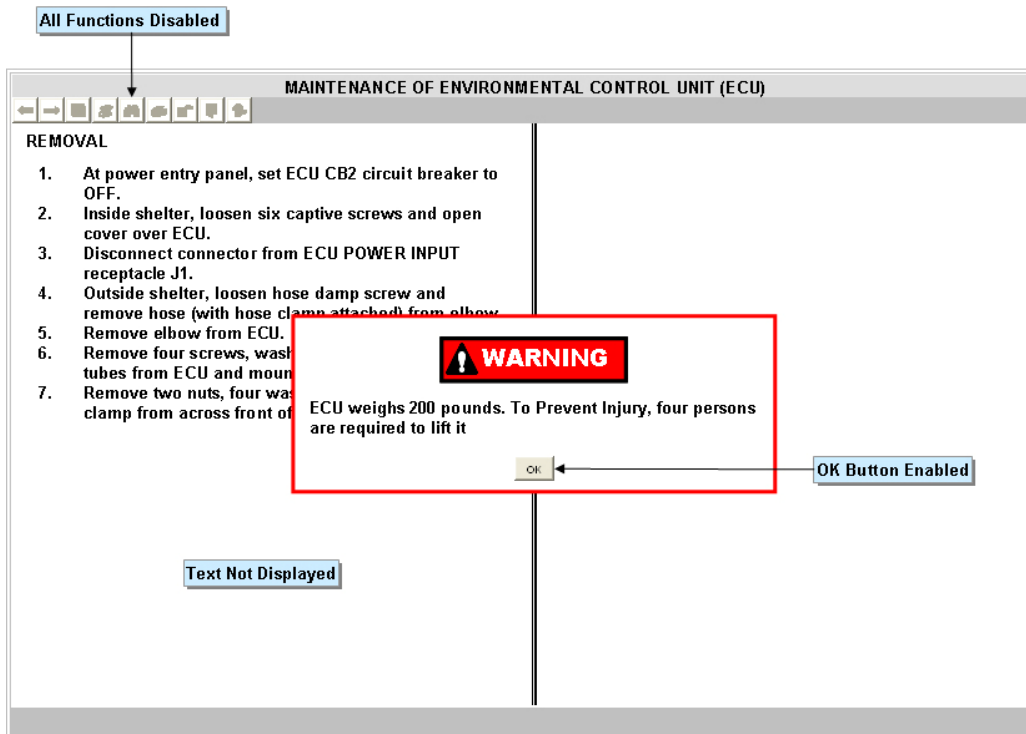 All Functions Disabled
MAINTENANCE OF ENVIRONMENTAL CONTROL UNIT (ECU)
REMOVAL
1. At power entry panel, set ECU CB2 circuit breaker to
OFF.
2. Inside shelter, loosen six captive screws and open
cover over ECU.
3. Disconnect connector from ECU POWER INPUT
receptacle J1.
4. Outside shelter, loosen hose damp screw and
remove hose (with hose clamp attached) from elbow
5. Remove elbow from ECU.
6. Remove four screws, wash
tubes from ECU and moun
7. Remove two nuts, four was
clamp from across front of
WARNING
ECU weighs 200 pounds. To Prevent Injury, four persons
are required to lift it
OK
OK Button Enabled
Text Not Displayed